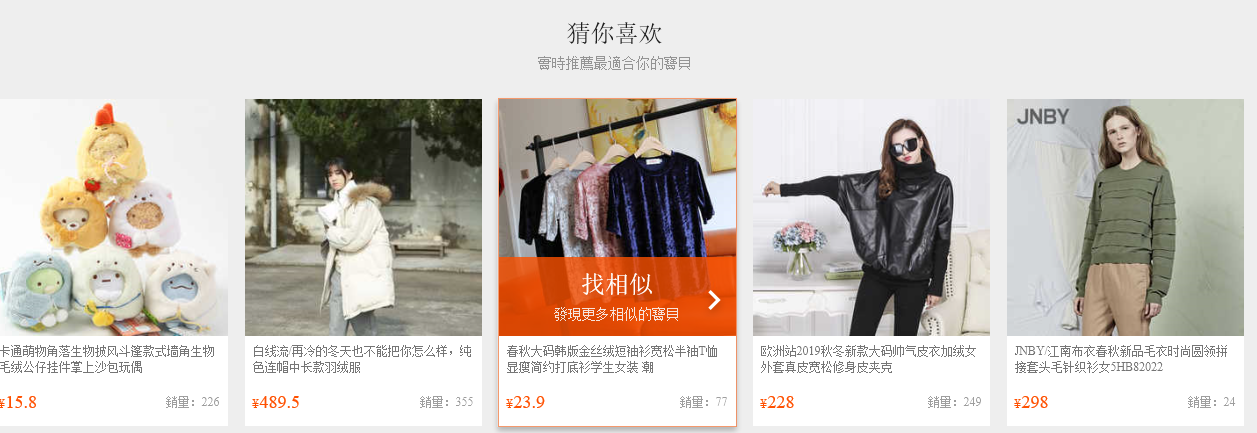 猜你喜欢
實時推薦最適合你的寶貝
卡通萌物角落生物披风斗篷款式墙角生物
毛绒公仔挂件掌上沙包玩偶
¥15.8
銷量：226
白线流/再冷的冬天也不能把你怎么样，纯
色连帽中长款羽绒服
¥489.5
銷量：355
找相似
發現更多相似的寶貝
春秋大码韩版金丝绒短袖衫宽松半袖T恤
显瘦简约打底衫学生女装 潮
¥23.9
銷量：77
欧洲站2019秋冬新款大码帅气皮衣加绒女
外套真皮宽松修身皮夹克
¥228
銷量：249
JNBY
JNBY/江南布衣春秋新品毛衣时尚圆领拼
接套头毛针织衫女5HB82022
¥298
銷量：24